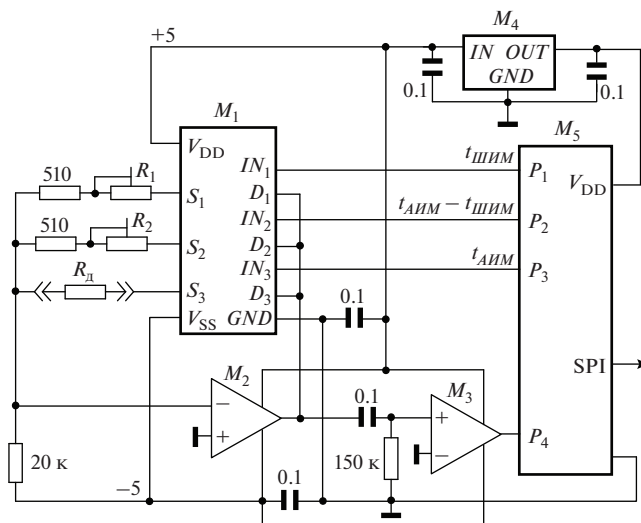 M4
+5
IN OUT
GND
0.1
0.1
M1
M5
VDD
IN1
tШИМ
P1
VDD
510
R1
S1
D1
IN2
tАИМ – tШИМ
P2
510
R2
S2
D2
IN3
tАИМ
P3
Rд
S3
D3
VSS
GND
0.1
SPI
M2
M3
0.1
–
+
+
–
P4
20 к
150 к
–5
0.1